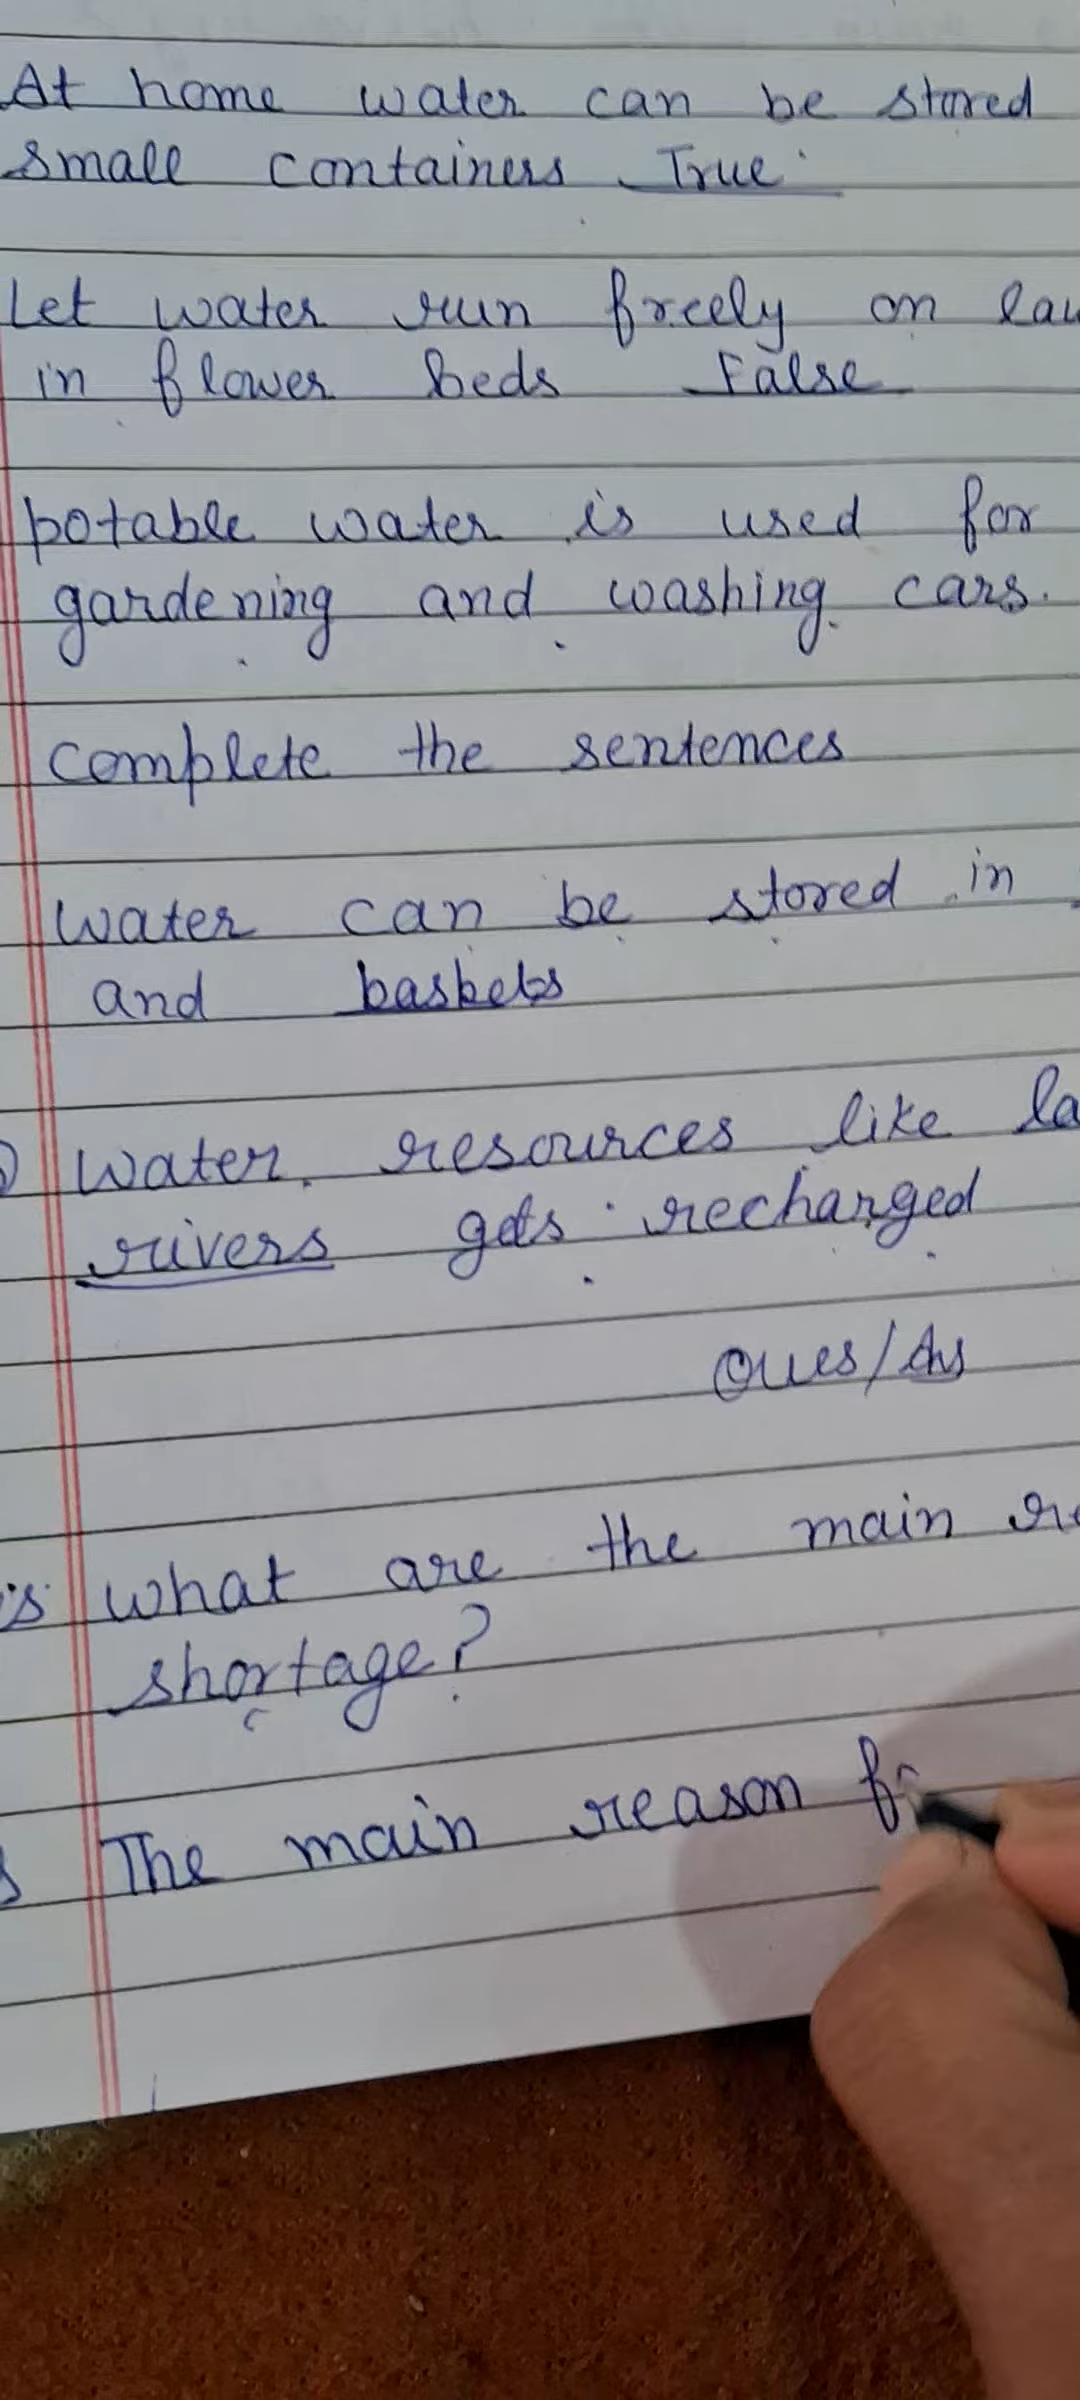 At home water can be stored
small containers True
Let water run freely on
in flower beds False
potable water is used for
gardening and washing cars.
complete the sentences
water can be stored in
and baskets
water resources like
rivers gets recharged
Ques/Ans
what are the main
shortage?
The main reason